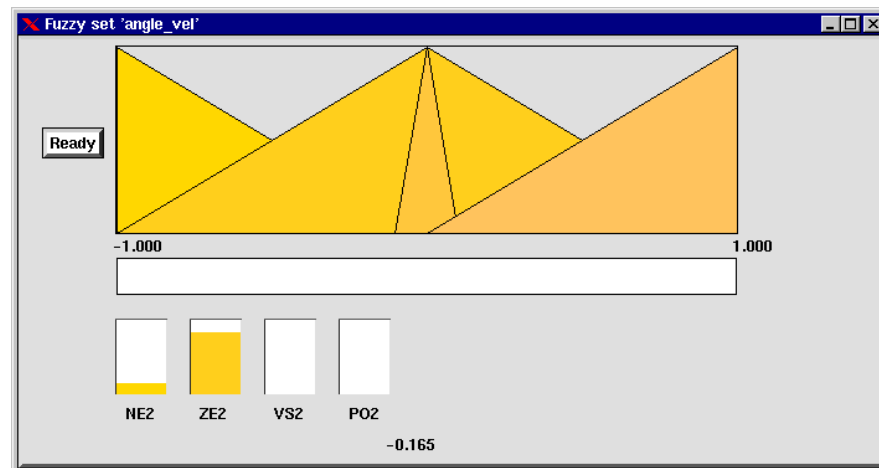 Fuzzy set 'angle_vel'
Ready
-1.000 1.000
NE2 ZE2 VS2 PO2
-0.165